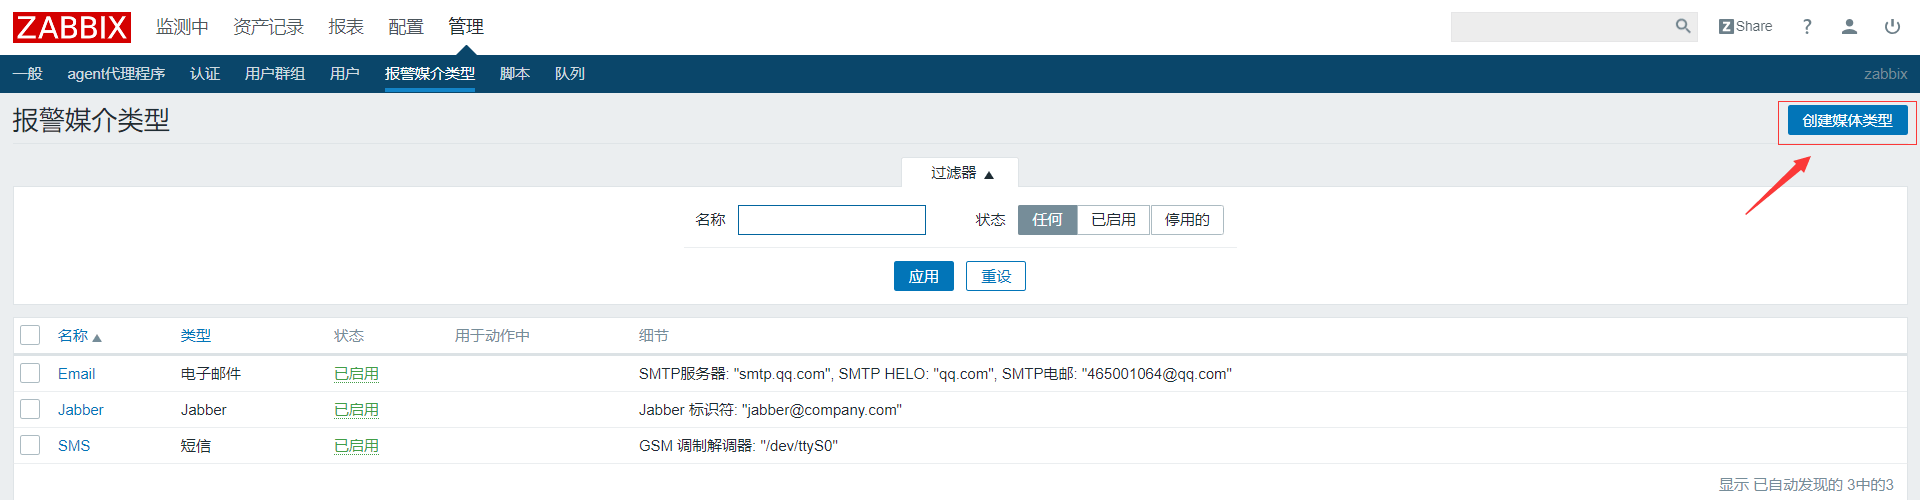 ZABBIX 监测中 资产记录 报表 配置 管理 Z Share ?
一般 agent代理程序 认证 用户群组 用户 报警媒介类型 脚本 队列 zabbix
报警媒介类型 创建媒体类型
过滤器 ▲
名称 状态 任何 已启用 停用的
应用 重设
名称 ▲ 类型 状态 用于动作中 细节
Email 电子邮件 已启用 SMTP服务器: "smtp.qq.com", SMTP HELO: "qq.com", SMTP电邮: "465001064@qq.com"
Jabber Jabber 已启用 Jabber 标识符: "jabber@company.com"
SMS 短信 已启用 GSM 调制解调器: "/dev/ttyS0"
显示 已自动发现的 3中的3